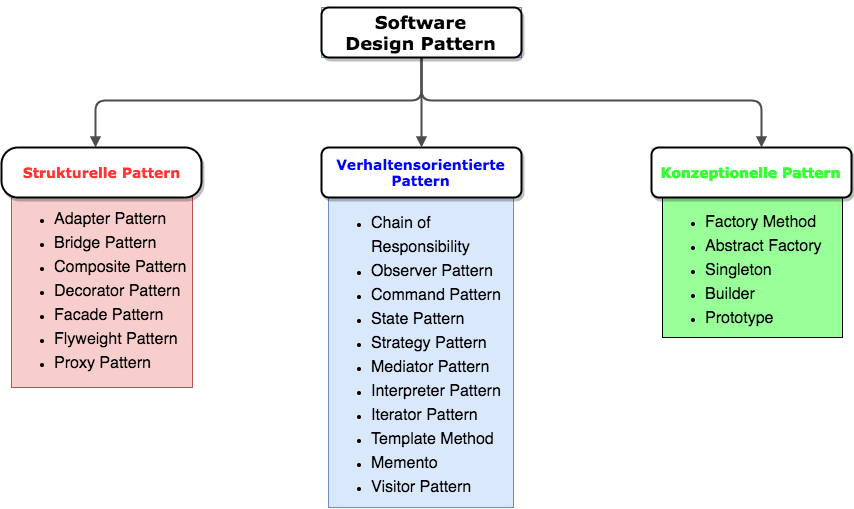 Software
Design Pattern
Strukturelle Pattern
Adapter Pattern
Bridge Pattern
Composite Pattern
Decorator Pattern
Facade Pattern
Flyweight Pattern
Proxy Pattern
Verhaltensorientierte
Pattern
Chain of
Responsibility
Observer Pattern
Command Pattern
State Pattern
Strategy Pattern
Mediator Pattern
Interpreter Pattern
Iterator Pattern
Template Method
Memento
Visitor Pattern
Konzeptionelle Pattern
Factory Method
Abstract Factory
Singleton
Builder
Prototype